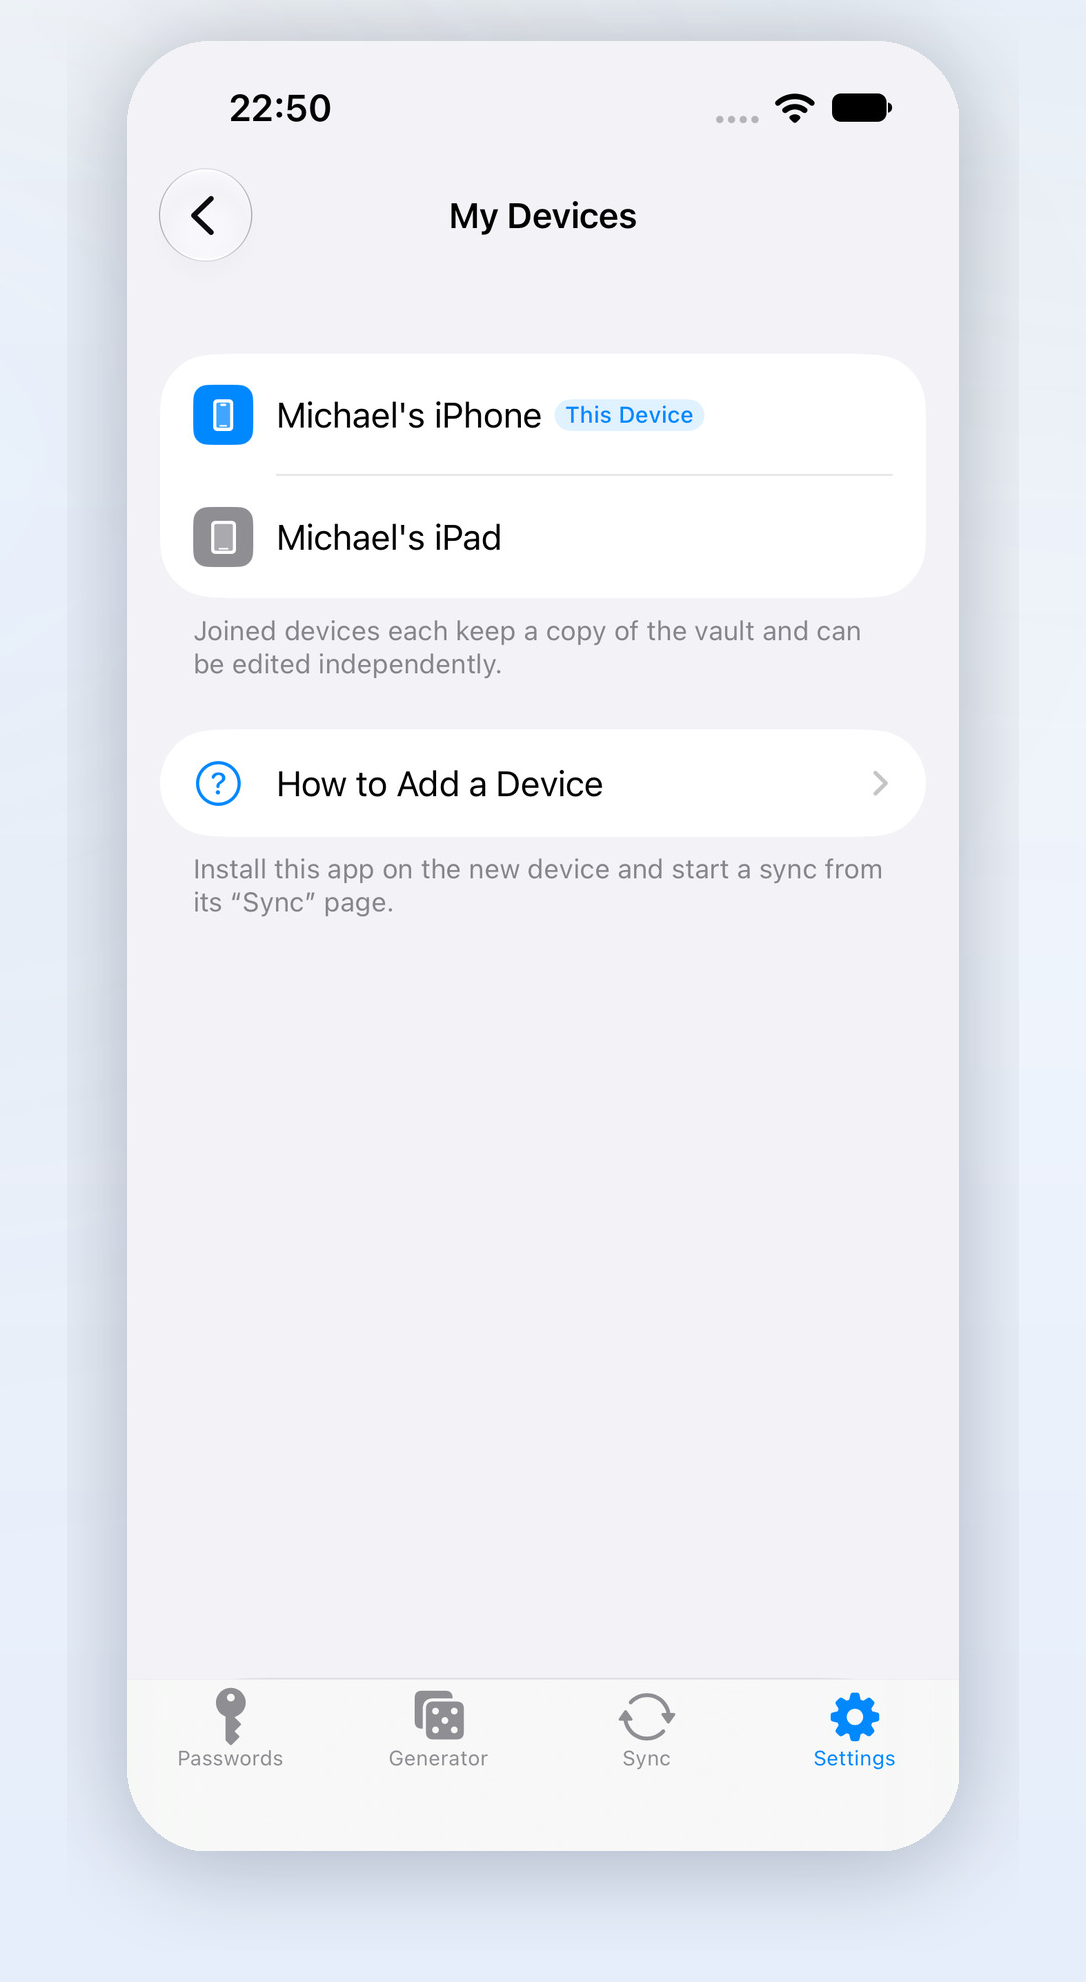 22:50
My Devices
Michael's iPhone This Device
Michael's iPad
Joined devices each keep a copy of the vault and can
be edited independently.
How to Add a Device
Install this app on the new device and start a sync from
its “Sync” page.
Passwords Generator Sync Settings